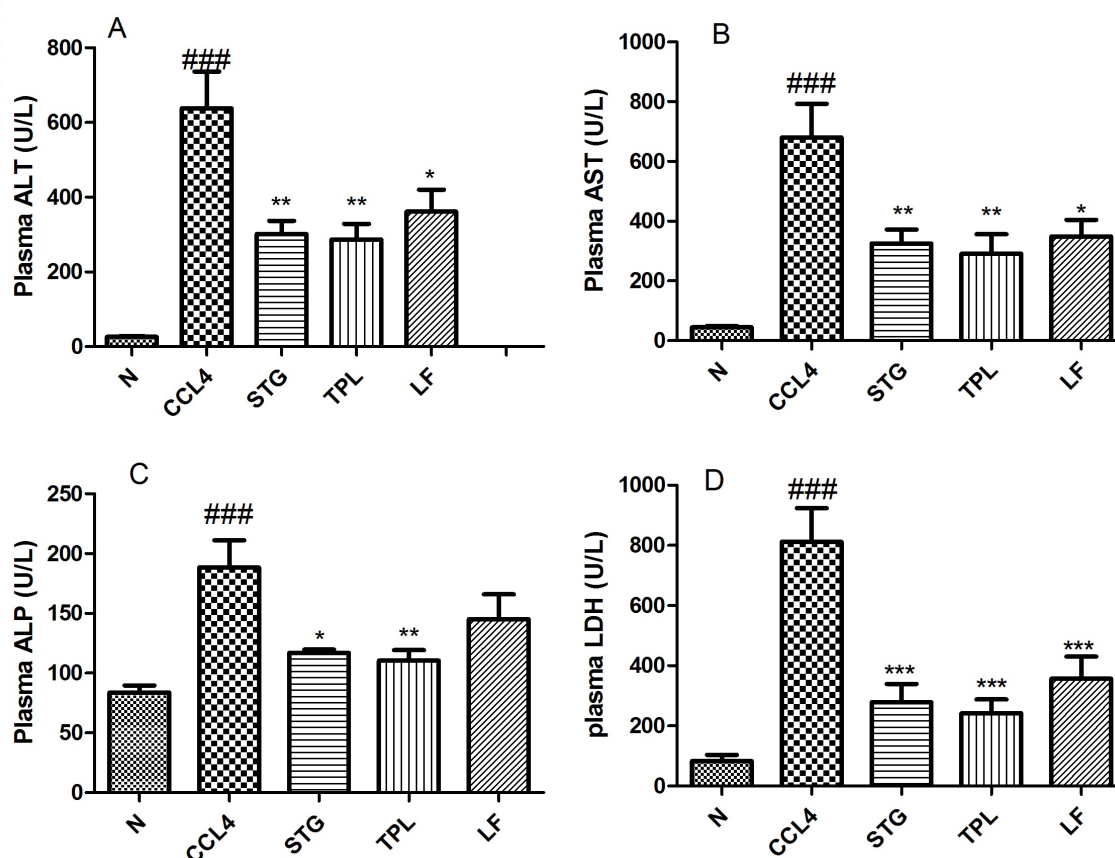 A
Plasma ALT (U/L)
800
600
400
200
0
###
**
**
*
N
CCL4
STG
TPL
LF
B
Plasma AST (U/L)
1000
800
600
400
200
0
###
**
**
*
N
CCL4
STG
TPL
LF
C
Plasma ALP (U/L)
250
200
150
100
50
0
###
*
**
N
CCL4
STG
TPL
LF
D
plasma LDH (U/L)
1000
800
600
400
200
0
###
***
***
***
N
CCL4
STG
TPL
LF